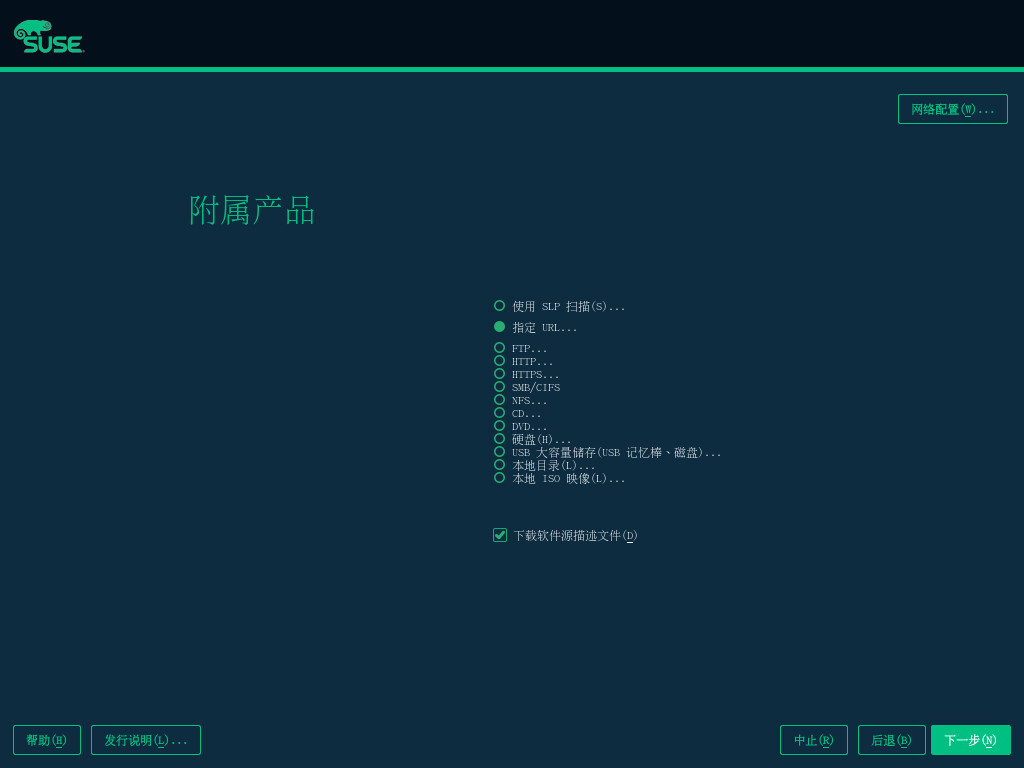 SUSE
网络配置(W)...
附属产品
使用 SLP 扫描(S)...
指定 URL...
FTP...
HTTP...
HTTPS...
SMB/CIFS
NFS...
CD...
DVD...
硬盘(H)...
USB 大容量储存(USB 记忆棒、磁盘)...
本地目录(L)...
本地 ISO 映像(L)...
下载软件源描述文件(D)
帮助(H) 发行说明(L)... 中止(R) 后退(B) 下一步(N)